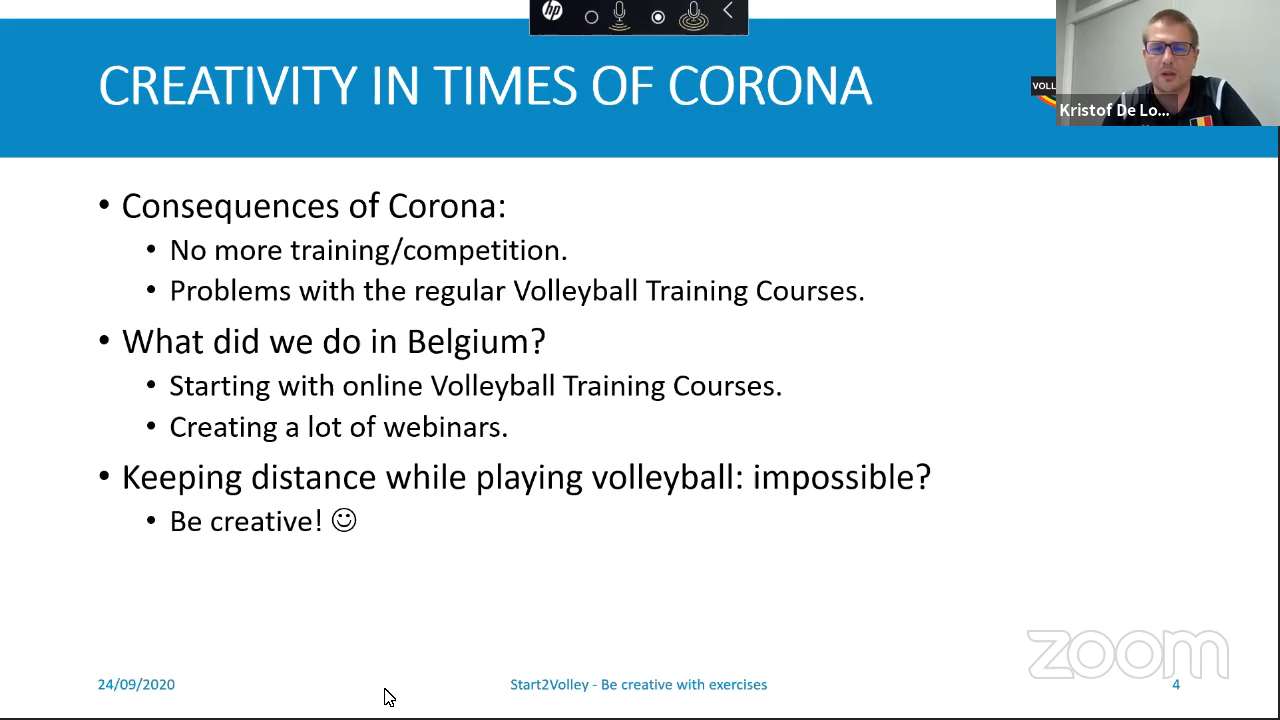 hp
CREATIVITY IN TIMES OF CORONA
VOLL
Kristof De Lo...
• Consequences of Corona:
• No more training/competition.
• Problems with the regular Volleyball Training Courses.
• What did we do in Belgium?
• Starting with online Volleyball Training Courses.
• Creating a lot of webinars.
• Keeping distance while playing volleyball: impossible?
• Be creative! ☺
zoom
24/09/2020
Start2Volley - Be creative with exercises
4